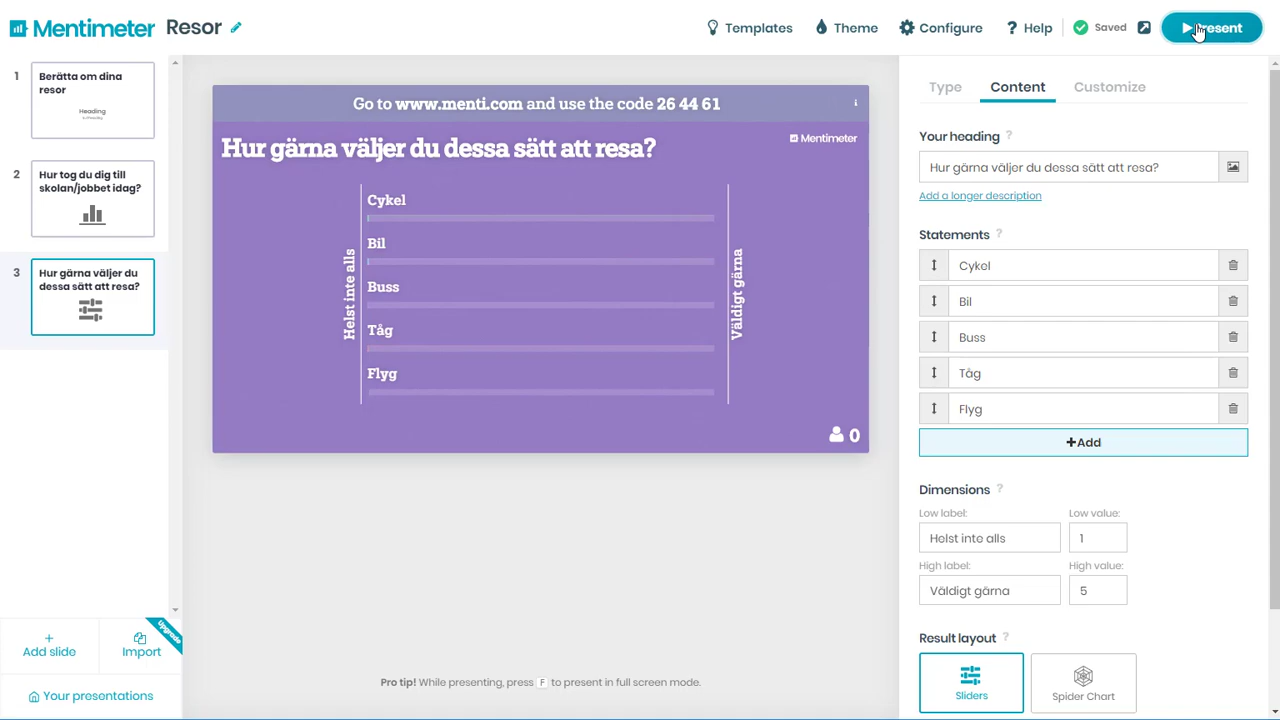 Mentimeter
Resor
Templates
Theme
Configure
? Help
Saved
Present
1
Berätta om dina
resor
Heading
2
Hur tog du dig till
skolan/jobbet idag?
3
Hur gärna väljer du
dessa sätt att resa?
Add slide
Import
Upgrade
Your presentations
Go to www.menti.com and use the code 26 44 61
Hur gärna väljer du dessa sätt att resa?
Mentimeter
Helst inte alls
Cykel
Bil
Buss
Tåg
Flyg
Väldigt gärna
0
Pro tip! While presenting, press F to present in full screen mode.
Type
Content
Customize
Your heading ?
Hur gärna väljer du dessa sätt att resa?
Add a longer description
Statements ?
Cykel
Bil
Buss
Tåg
Flyg
+Add
Dimensions ?
Low label:
Low value:
Helst inte alls
1
High label:
High value:
Väldigt gärna
5
Result layout ?
Sliders
Spider Chart